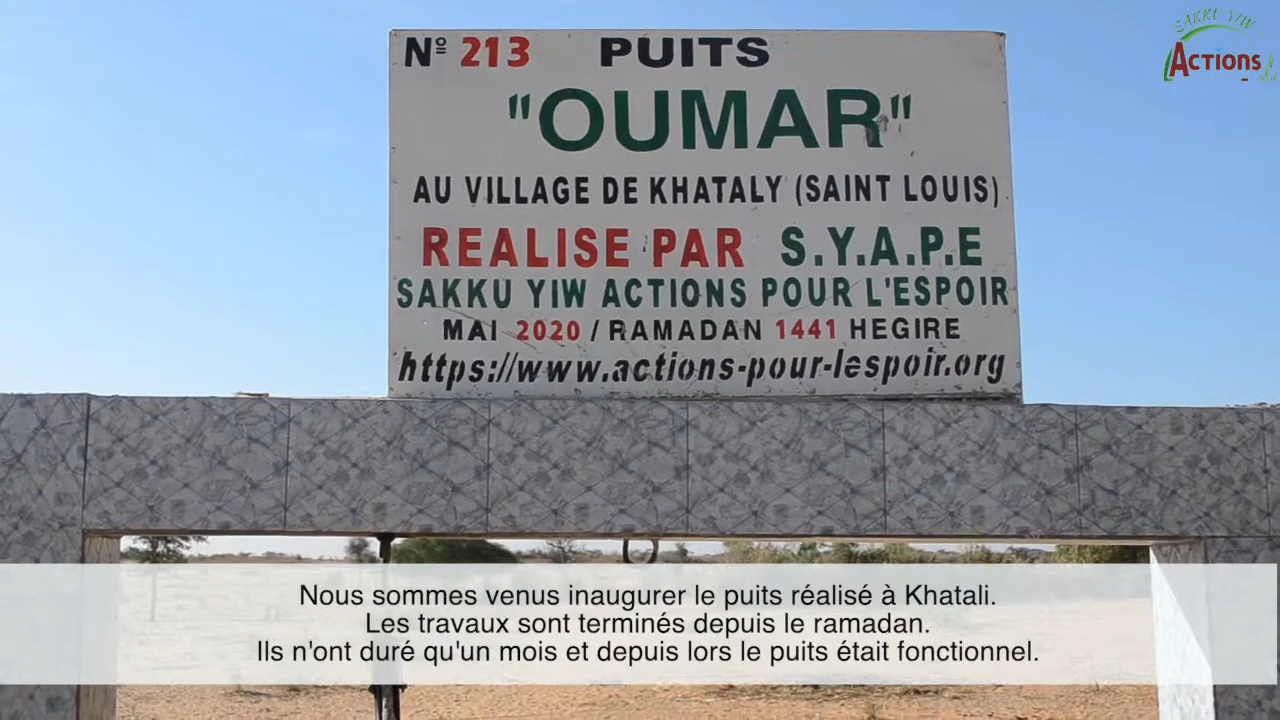 SAKKU YIW
ACTIONS
Nº 213 PUITS
"OUMAR"
AU VILLAGE DE KHATALY (SAINT LOUIS)
REALISE PAR S.Y.A.P.E
SAKKU YIW ACTIONS POUR L'ESPOIR
MAI 2020 / RAMADAN 1441 HEGIRE
https://www.actions-pour-lespoir.org
Nous sommes venus inaugurer le puits réalisé à Khatali.
Les travaux sont terminés depuis le ramadan.
Ils n'ont duré qu'un mois et depuis lors le puits était fonctionnel.